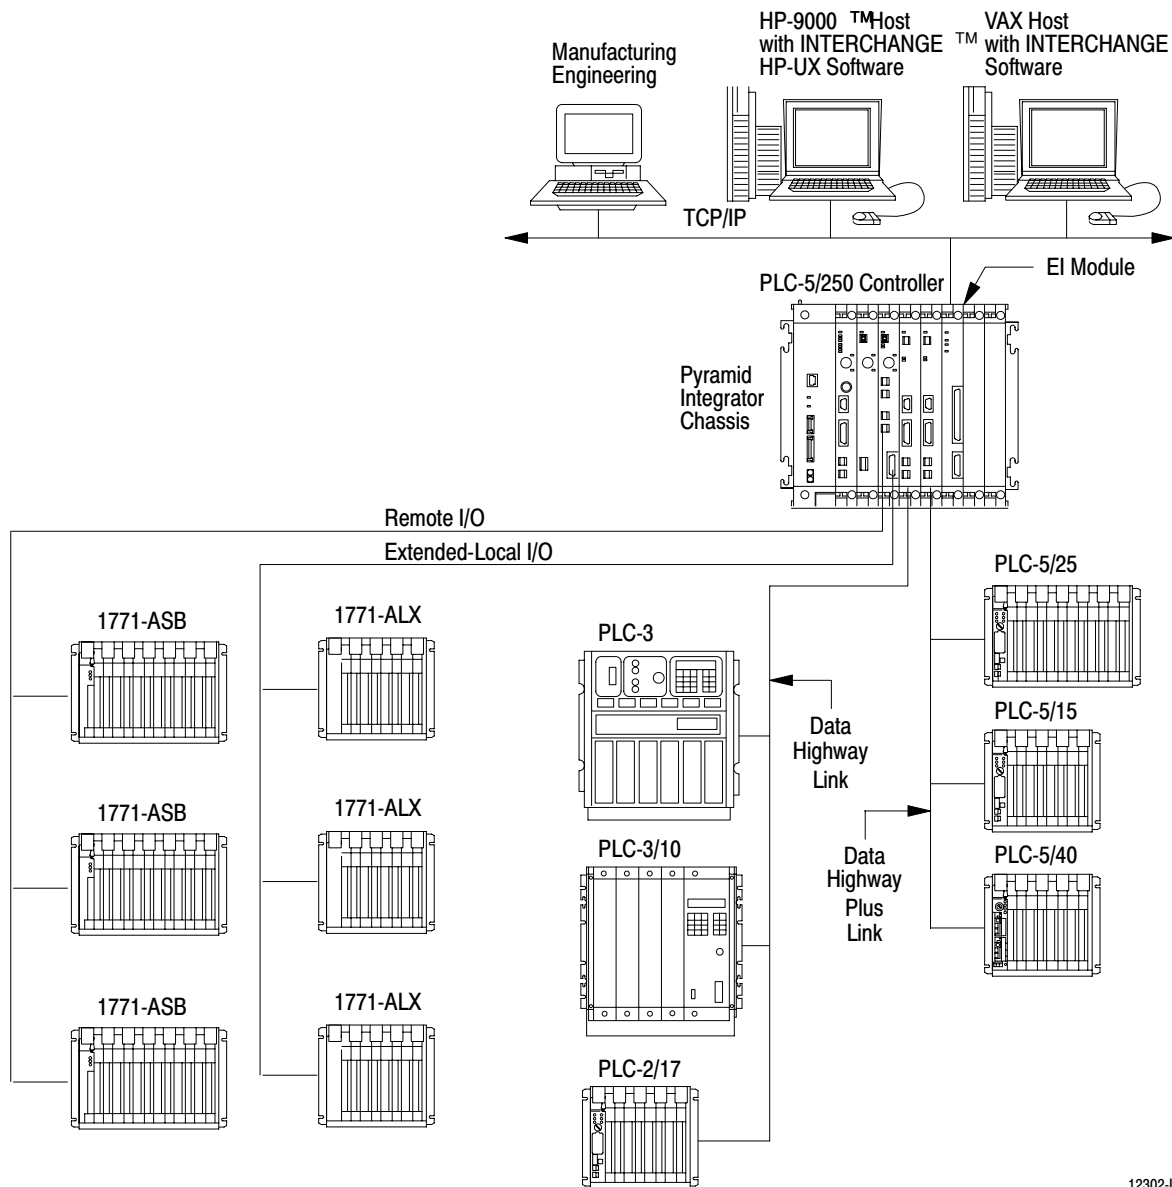 Manufacturing
Engineering
HP-9000 ™Host
with INTERCHANGE ™
HP-UX Software
VAX Host
with INTERCHANGE
Software
TCP/IP
EI Module
PLC-5/250 Controller
Pyramid
Integrator
Chassis
Remote I/O
Extended-Local I/O
1771-ASB
1771-ALX
PLC-3
PLC-5/25
Data
Highway
Link
PLC-5/15
1771-ASB
1771-ALX
PLC-3/10
Data
Highway
Plus
Link
PLC-5/40
1771-ASB
1771-ALX
PLC-2/17
12302-I